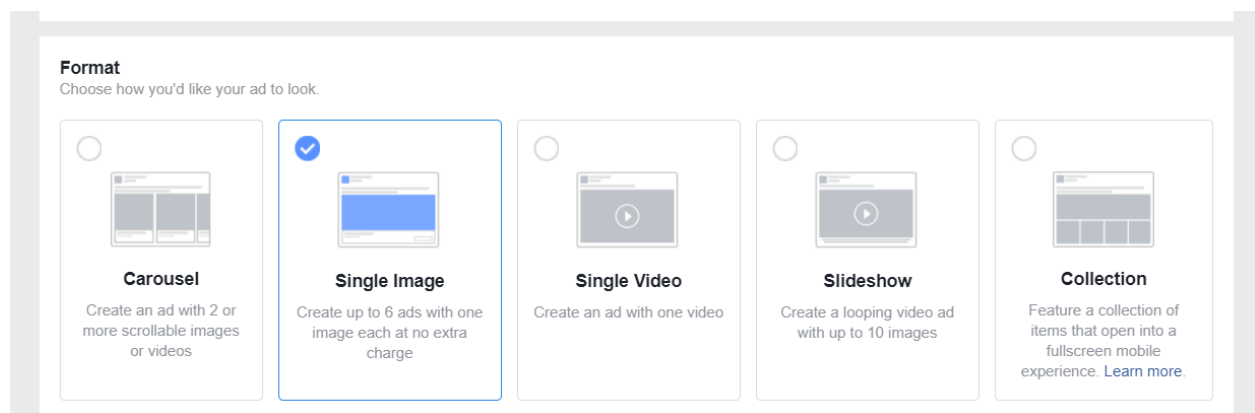 Format
Choose how you'd like your ad to look.
Carousel
Create an ad with 2 or
more scrollable images
or videos
Single Image
Create up to 6 ads with one
image each at no extra
charge
Single Video
Create an ad with one video
Slideshow
Create a looping video ad
with up to 10 images
Collection
Feature a collection of
items that open into a
fullscreen mobile
experience. Learn more.